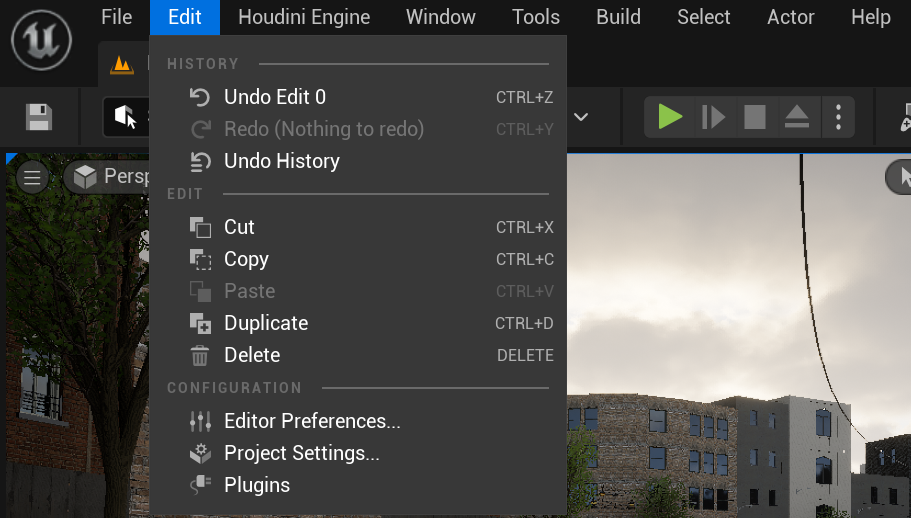 File Edit Houdini Engine Window Tools Build Select Actor Help
HISTORY
Undo Edit 0 CTRL+Z
Redo (Nothing to redo) CTRL+Y
Undo History
Persp
EDIT
Cut CTRL+X
Copy CTRL+C
Paste CTRL+V
Duplicate CTRL+D
Delete DELETE
CONFIGURATION
Editor Preferences...
Project Settings...
Plugins